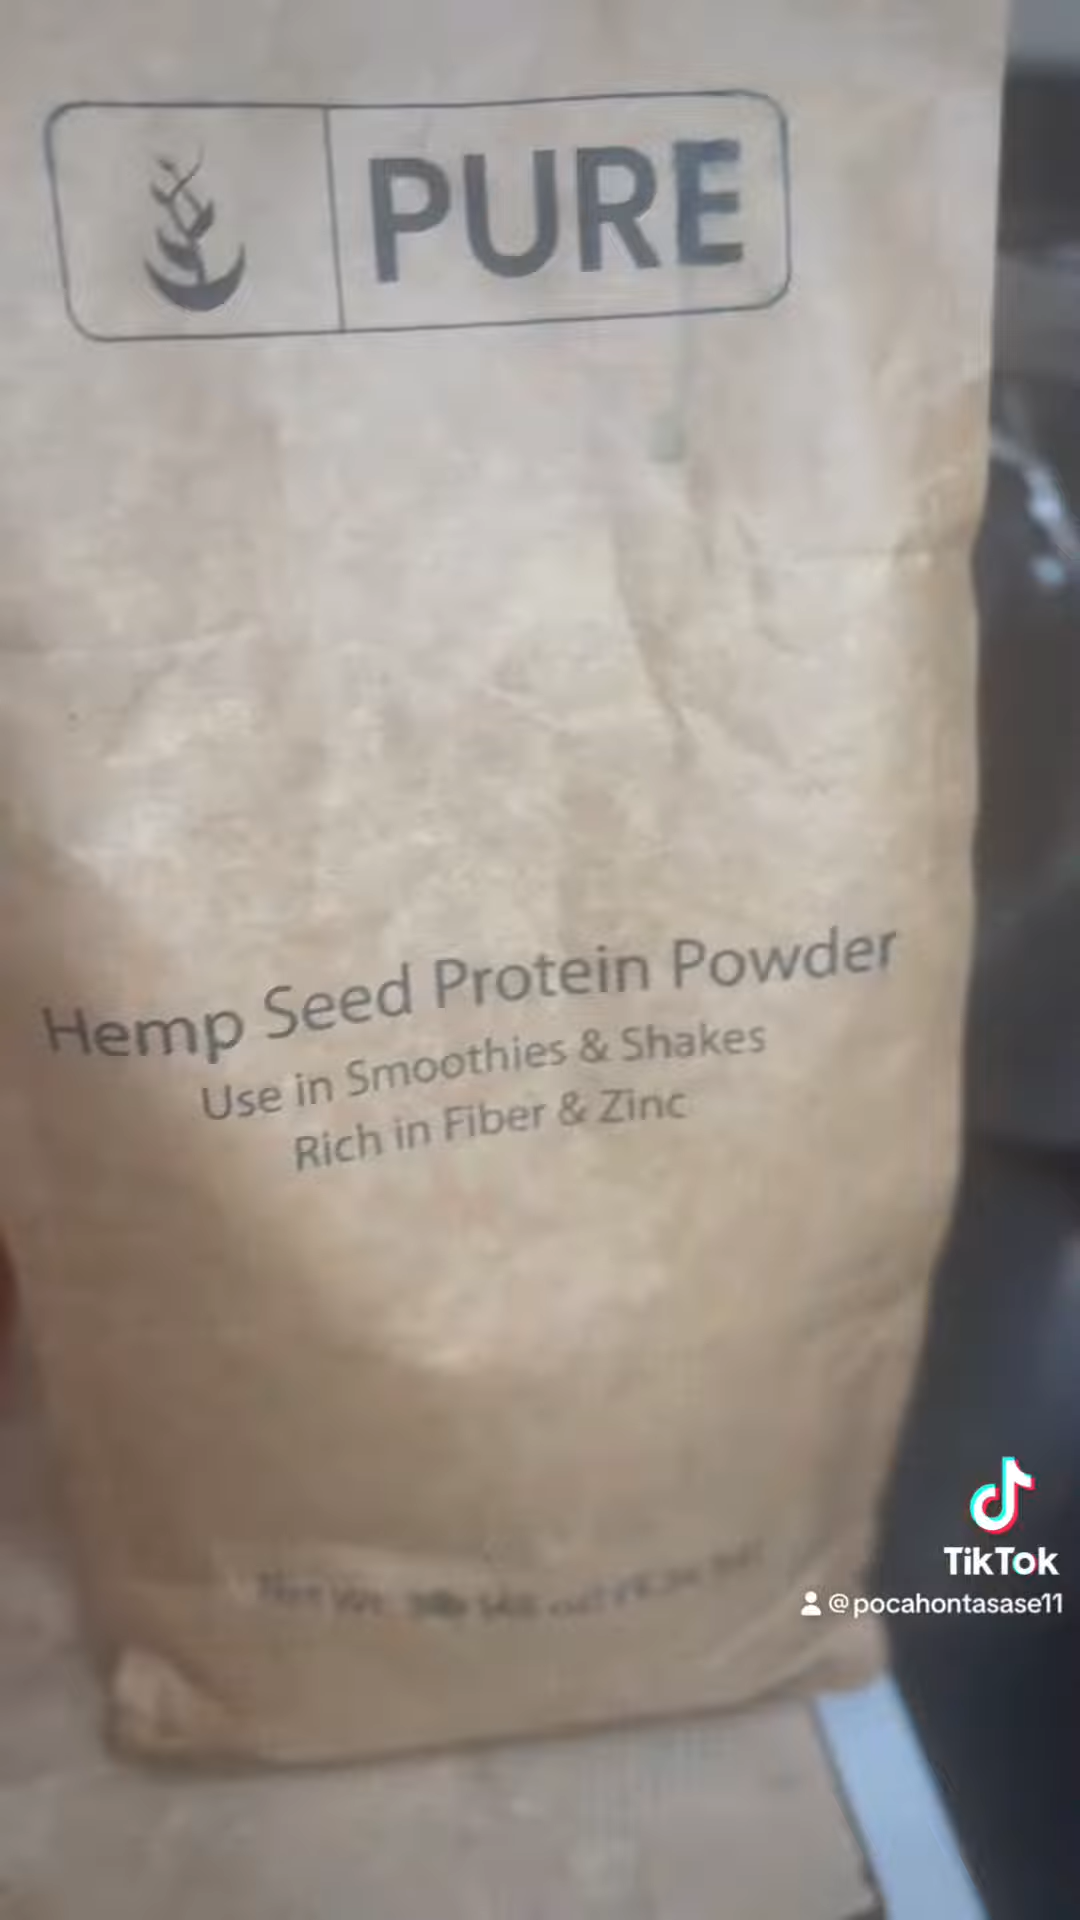 PURE
Hemp Seed Protein Powder
Use in Smoothies & Shakes
Rich in Fiber & Zinc
TikTok
@pocahontasase11